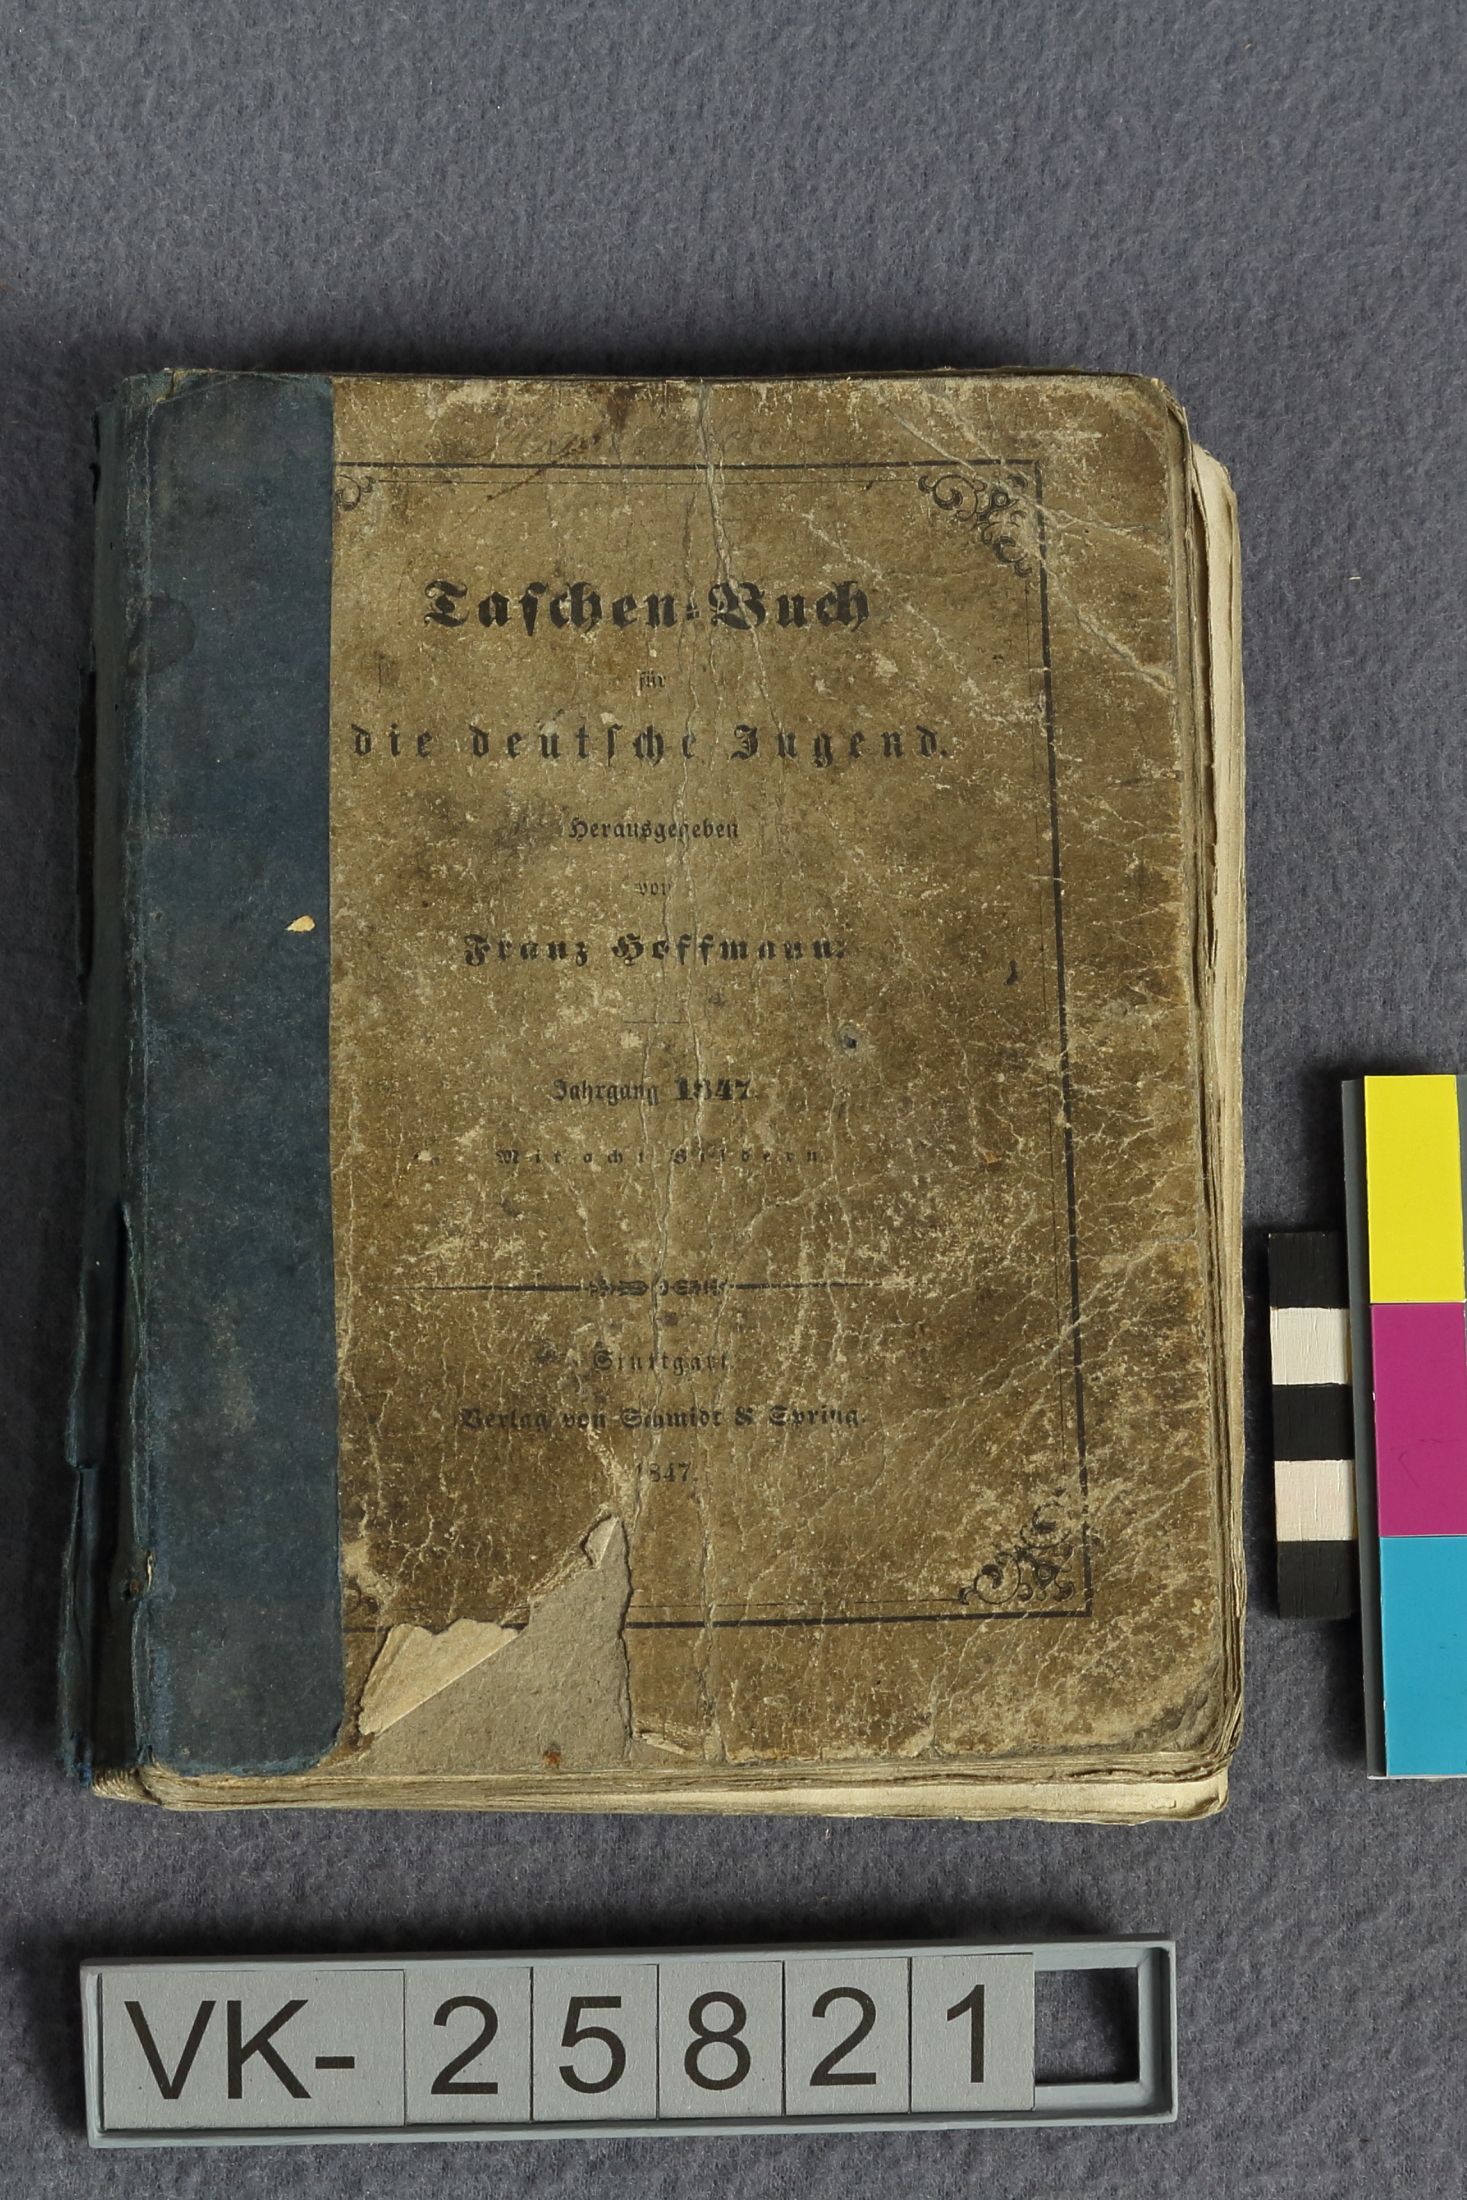 Taschen-Buch
für
die deutsche Jugend.
Herausgegeben
von
Franz Hoffmann.
Jahrgang 1847.
Mit acht Bildern.
Stuttgart.
Verlag von Schmidt & Spring.
1847.
VK-25821